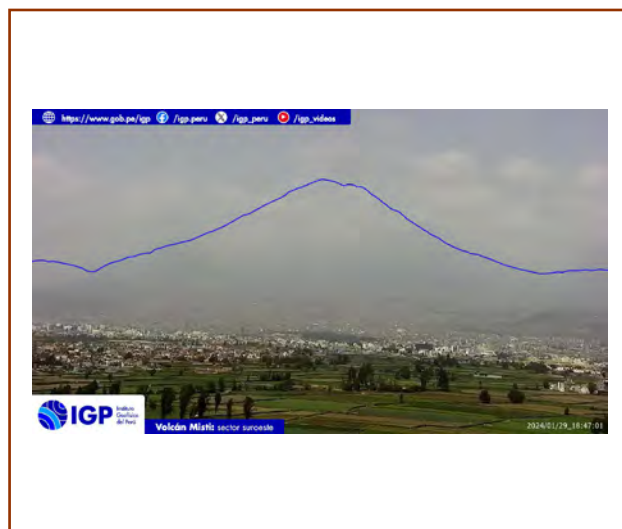 https://www.gob.pe/igp /igp.peru /igp_peru /igp_videos
IGP
Instituto
Geofísico
del Perú
Volcán Misti: sector suroeste
2024/01/29_18:47:01